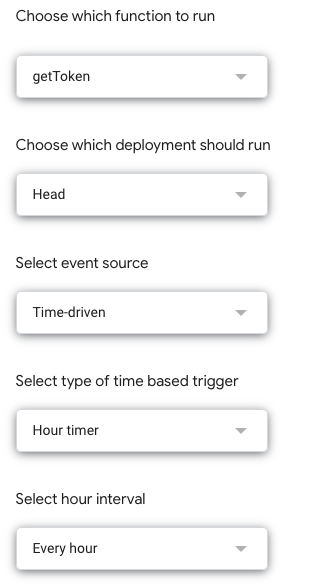 Choose which function to run
getToken
Choose which deployment should run
Head
Select event source
Time-driven
Select type of time based trigger
Hour timer
Select hour interval
Every hour